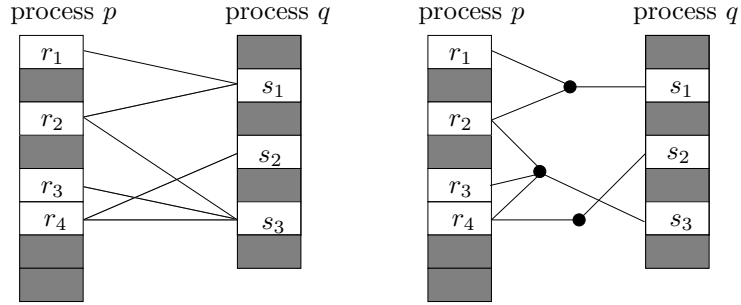 process p process q process p process q
r1 r1
s1 s1
r2 r2
s2 s2
r3 r3
r4 s3 r4 s3